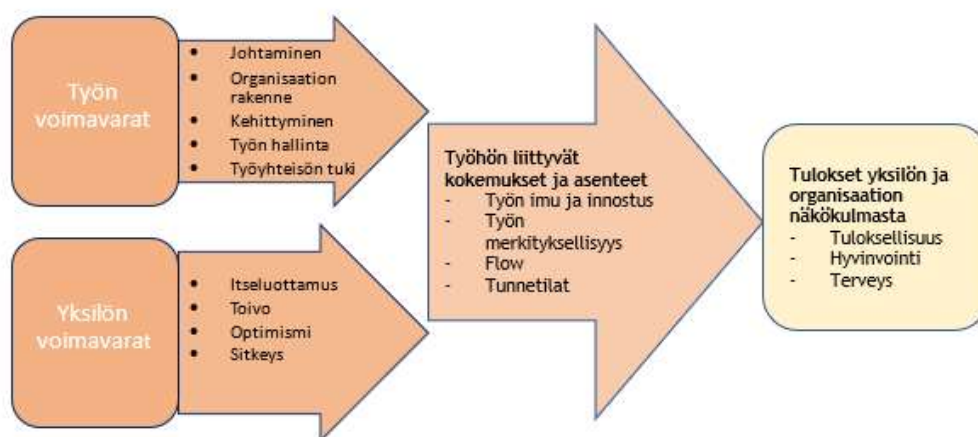 Työn
voimavarat
• Johtaminen
• Organisaation
rakenne
• Kehittyminen
• Työn hallinta
• Työyhteisön tuki
Yksilön
voimavarat
• Itseluottamus
• Toivo
• Optimismi
• Sitkeys
Työhön liittyvät
kokemukset ja asenteet
- Työn imu ja innostus
- Työn
merkityksellisyys
- Flow
- Tunnetilat
Tulokset yksilön ja
organisaation
näkökulmasta
- Tuloksellisuus
- Hyvinvointi
- Terveys